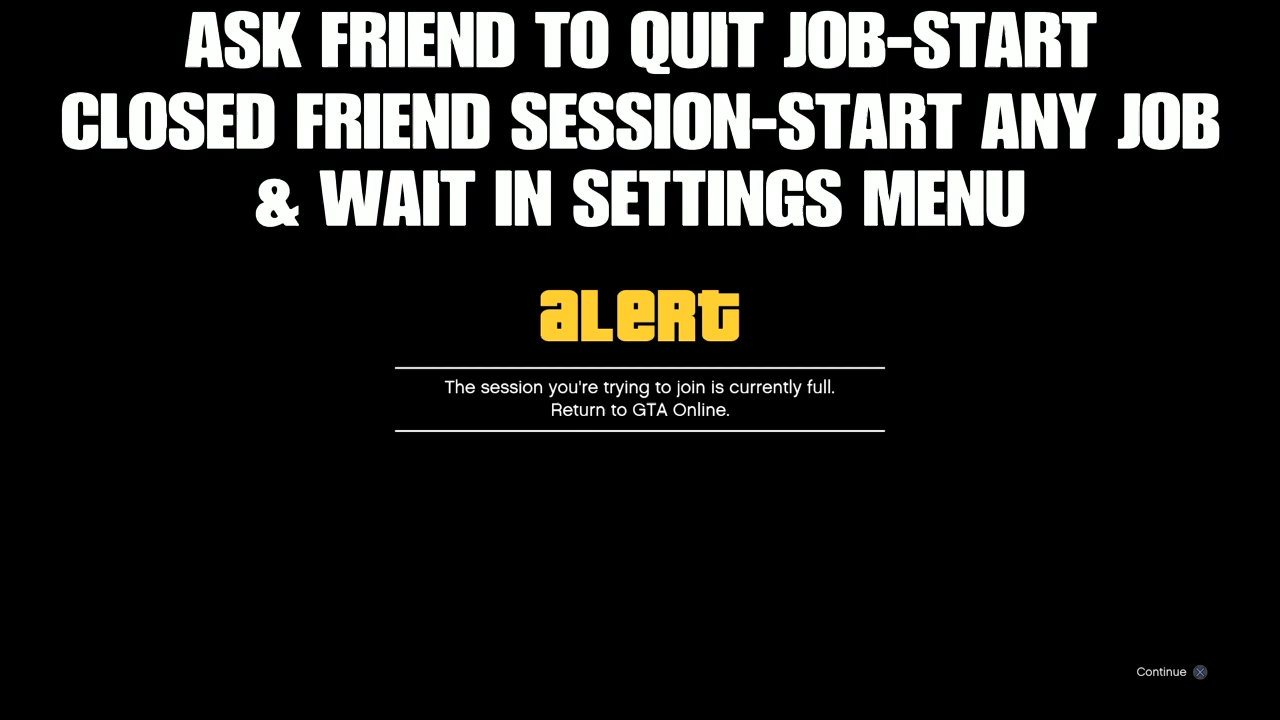 ASK FRIEND TO QUIT JOB-START
CLOSED FRIEND SESSION-START ANY JOB
& WAIT IN SETTINGS MENU
alert
The session you're trying to join is currently full.
Return to GTA Online.
Continue